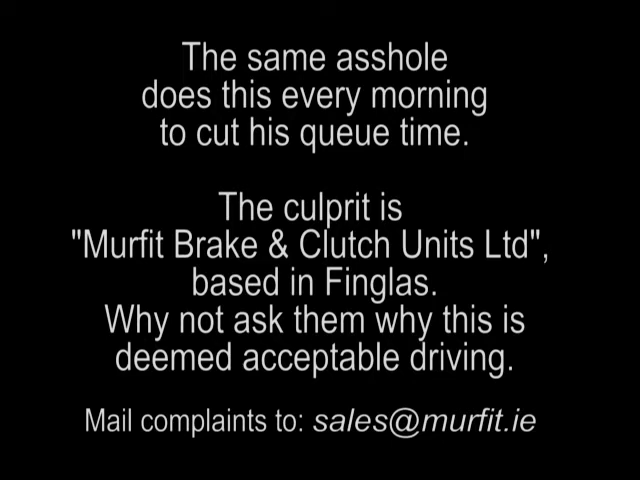 The same asshole
does this every morning
to cut his queue time.
The culprit is
"Murfit Brake & Clutch Units Ltd",
based in Finglas.
Why not ask them why this is
deemed acceptable driving.
Mail complaints to: sales@murfit.ie